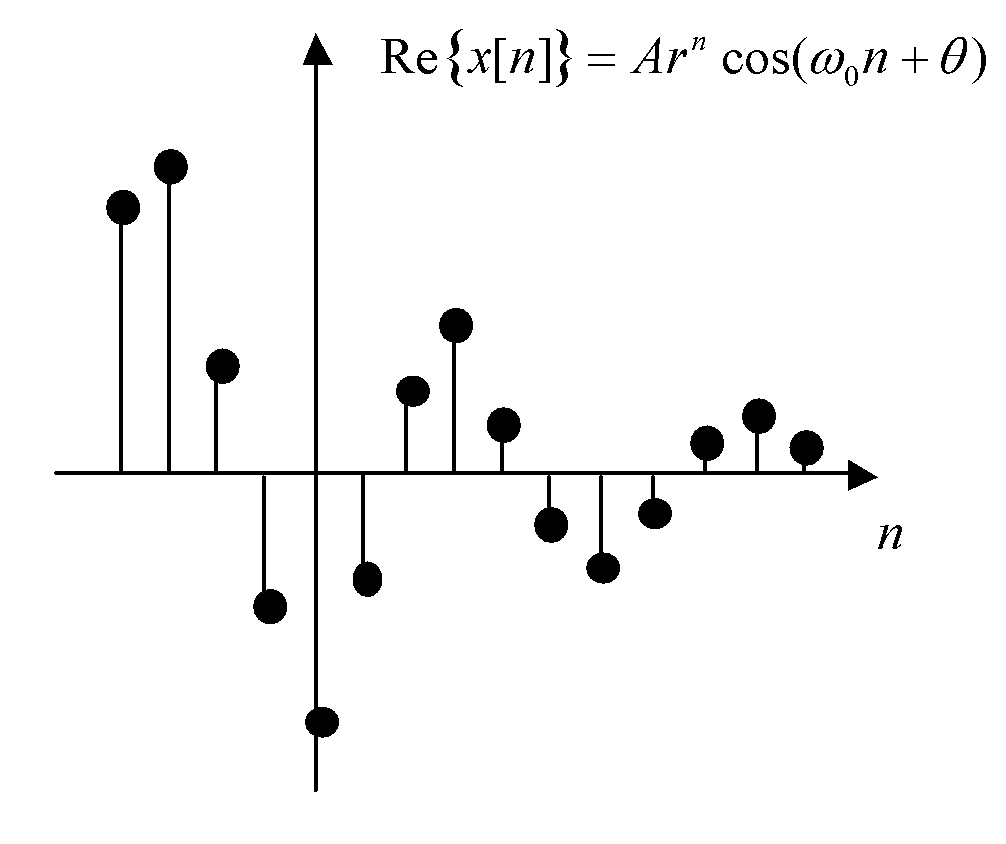 Re{x[n]} = Arⁿ cos(ω₀n + θ)
n